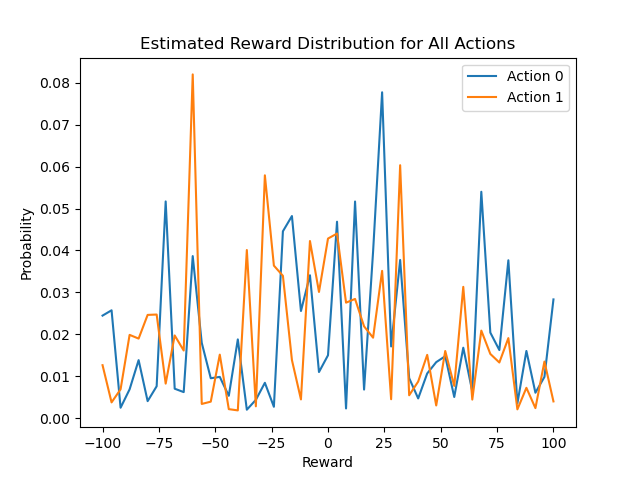 Estimated Reward Distribution for All Actions
Action 0
Action 1
0.08
0.07
0.06
0.05
0.04
0.03
0.02
0.01
0.00
Probability
−100 −75 −50 −25 0 25 50 75 100
Reward